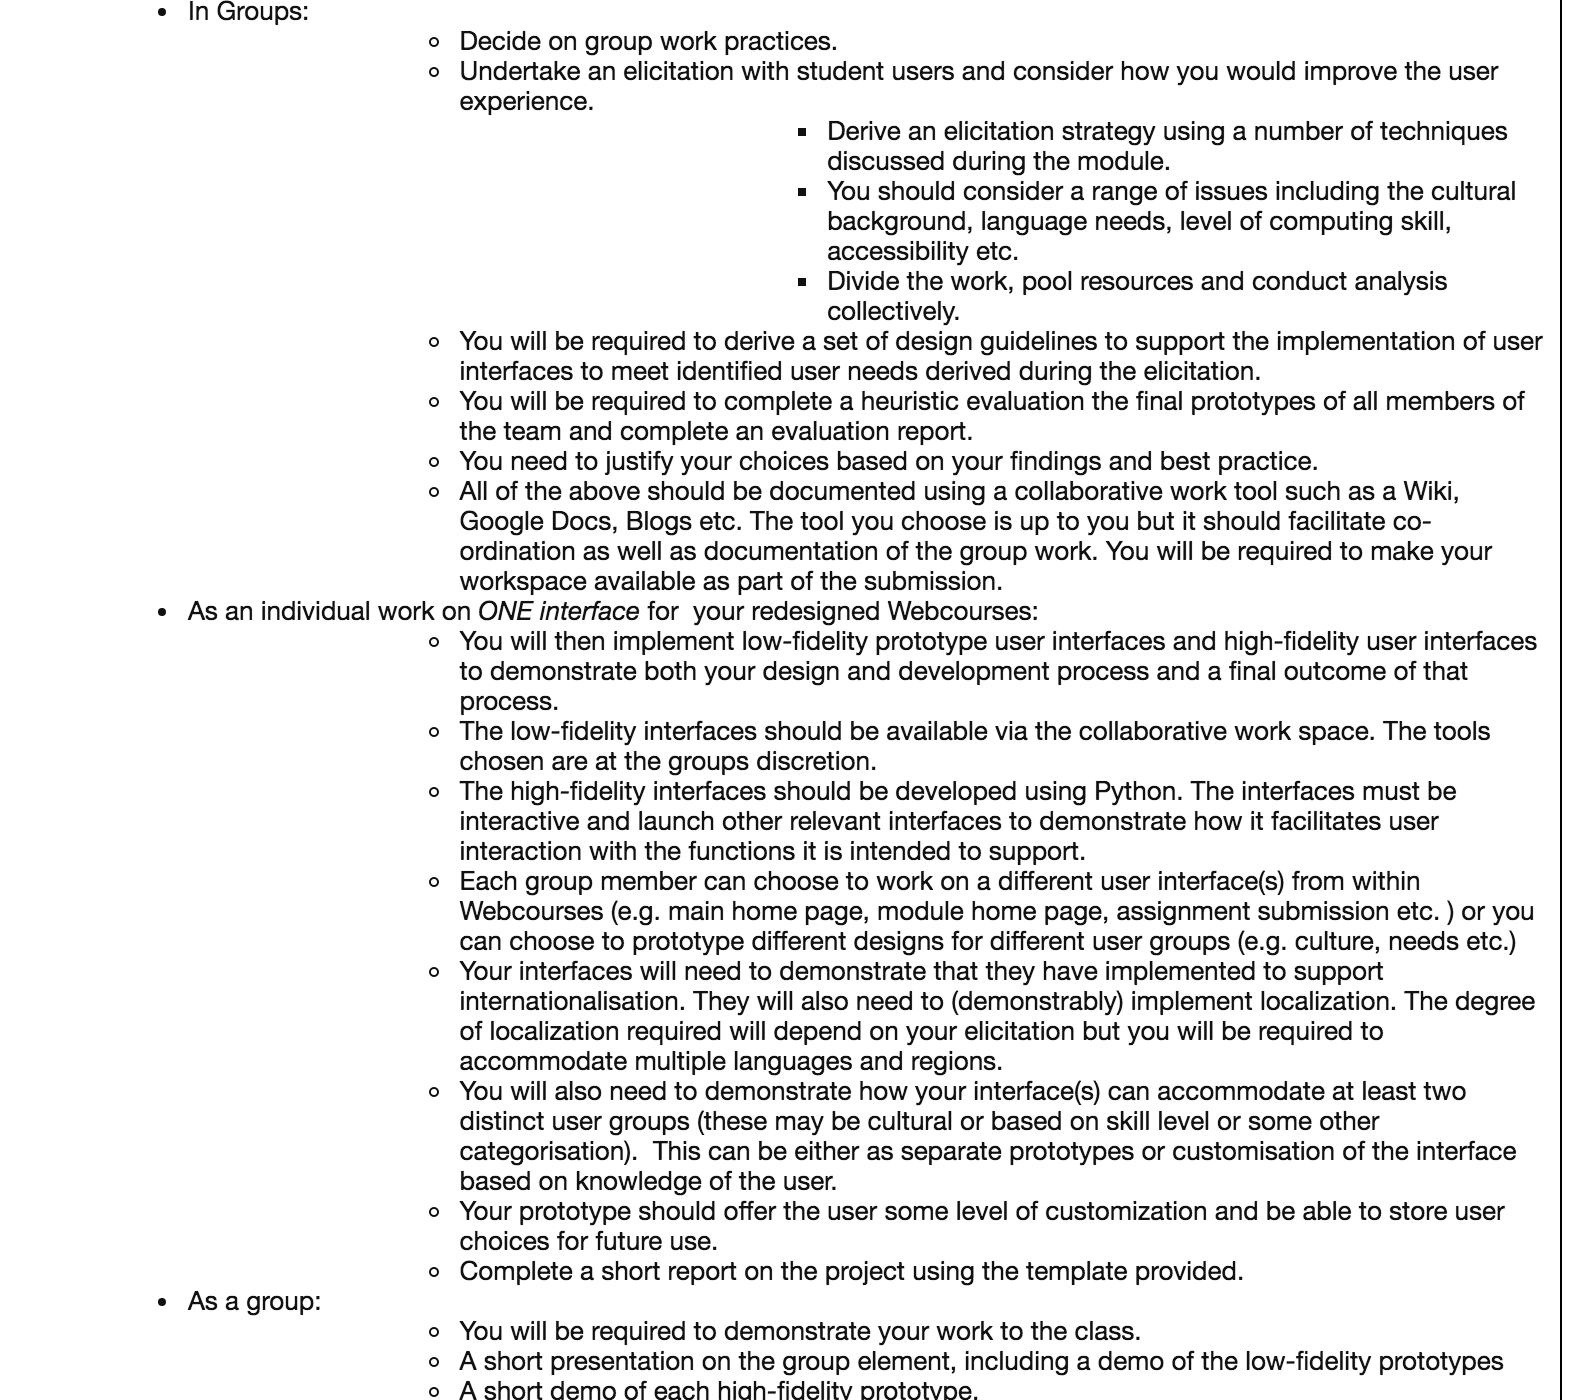 • In Groups:
○ Decide on group work practices.
○ Undertake an elicitation with student users and consider how you would improve the user
experience.
▪ Derive an elicitation strategy using a number of techniques
discussed during the module.
▪ You should consider a range of issues including the cultural
background, language needs, level of computing skill,
accessibility etc.
▪ Divide the work, pool resources and conduct analysis
collectively.
○ You will be required to derive a set of design guidelines to support the implementation of user
interfaces to meet identified user needs derived during the elicitation.
○ You will be required to complete a heuristic evaluation the final prototypes of all members of
the team and complete an evaluation report.
○ You need to justify your choices based on your findings and best practice.
○ All of the above should be documented using a collaborative work tool such as a Wiki,
Google Docs, Blogs etc. The tool you choose is up to you but it should facilitate co-
ordination as well as documentation of the group work. You will be required to make your
workspace available as part of the submission.
• As an individual work on ONE interface for  your redesigned Webcourses:
○ You will then implement low-fidelity prototype user interfaces and high-fidelity user interfaces
to demonstrate both your design and development process and a final outcome of that
process.
○ The low-fidelity interfaces should be available via the collaborative work space. The tools
chosen are at the groups discretion.
○ The high-fidelity interfaces should be developed using Python. The interfaces must be
interactive and launch other relevant interfaces to demonstrate how it facilitates user
interaction with the functions it is intended to support.
○ Each group member can choose to work on a different user interface(s) from within
Webcourses (e.g. main home page, module home page, assignment submission etc. ) or you
can choose to prototype different designs for different user groups (e.g. culture, needs etc.)
○ Your interfaces will need to demonstrate that they have implemented to support
internationalisation. They will also need to (demonstrably) implement localization. The degree
of localization required will depend on your elicitation but you will be required to
accommodate multiple languages and regions.
○ You will also need to demonstrate how your interface(s) can accommodate at least two
distinct user groups (these may be cultural or based on skill level or some other
categorisation).  This can be either as separate prototypes or customisation of the interface
based on knowledge of the user.
○ Your prototype should offer the user some level of customization and be able to store user
choices for future use.
○ Complete a short report on the project using the template provided.
• As a group:
○ You will be required to demonstrate your work to the class.
○ A short presentation on the group element, including a demo of the low-fidelity prototypes
○ A short demo of each high-fidelity prototype.